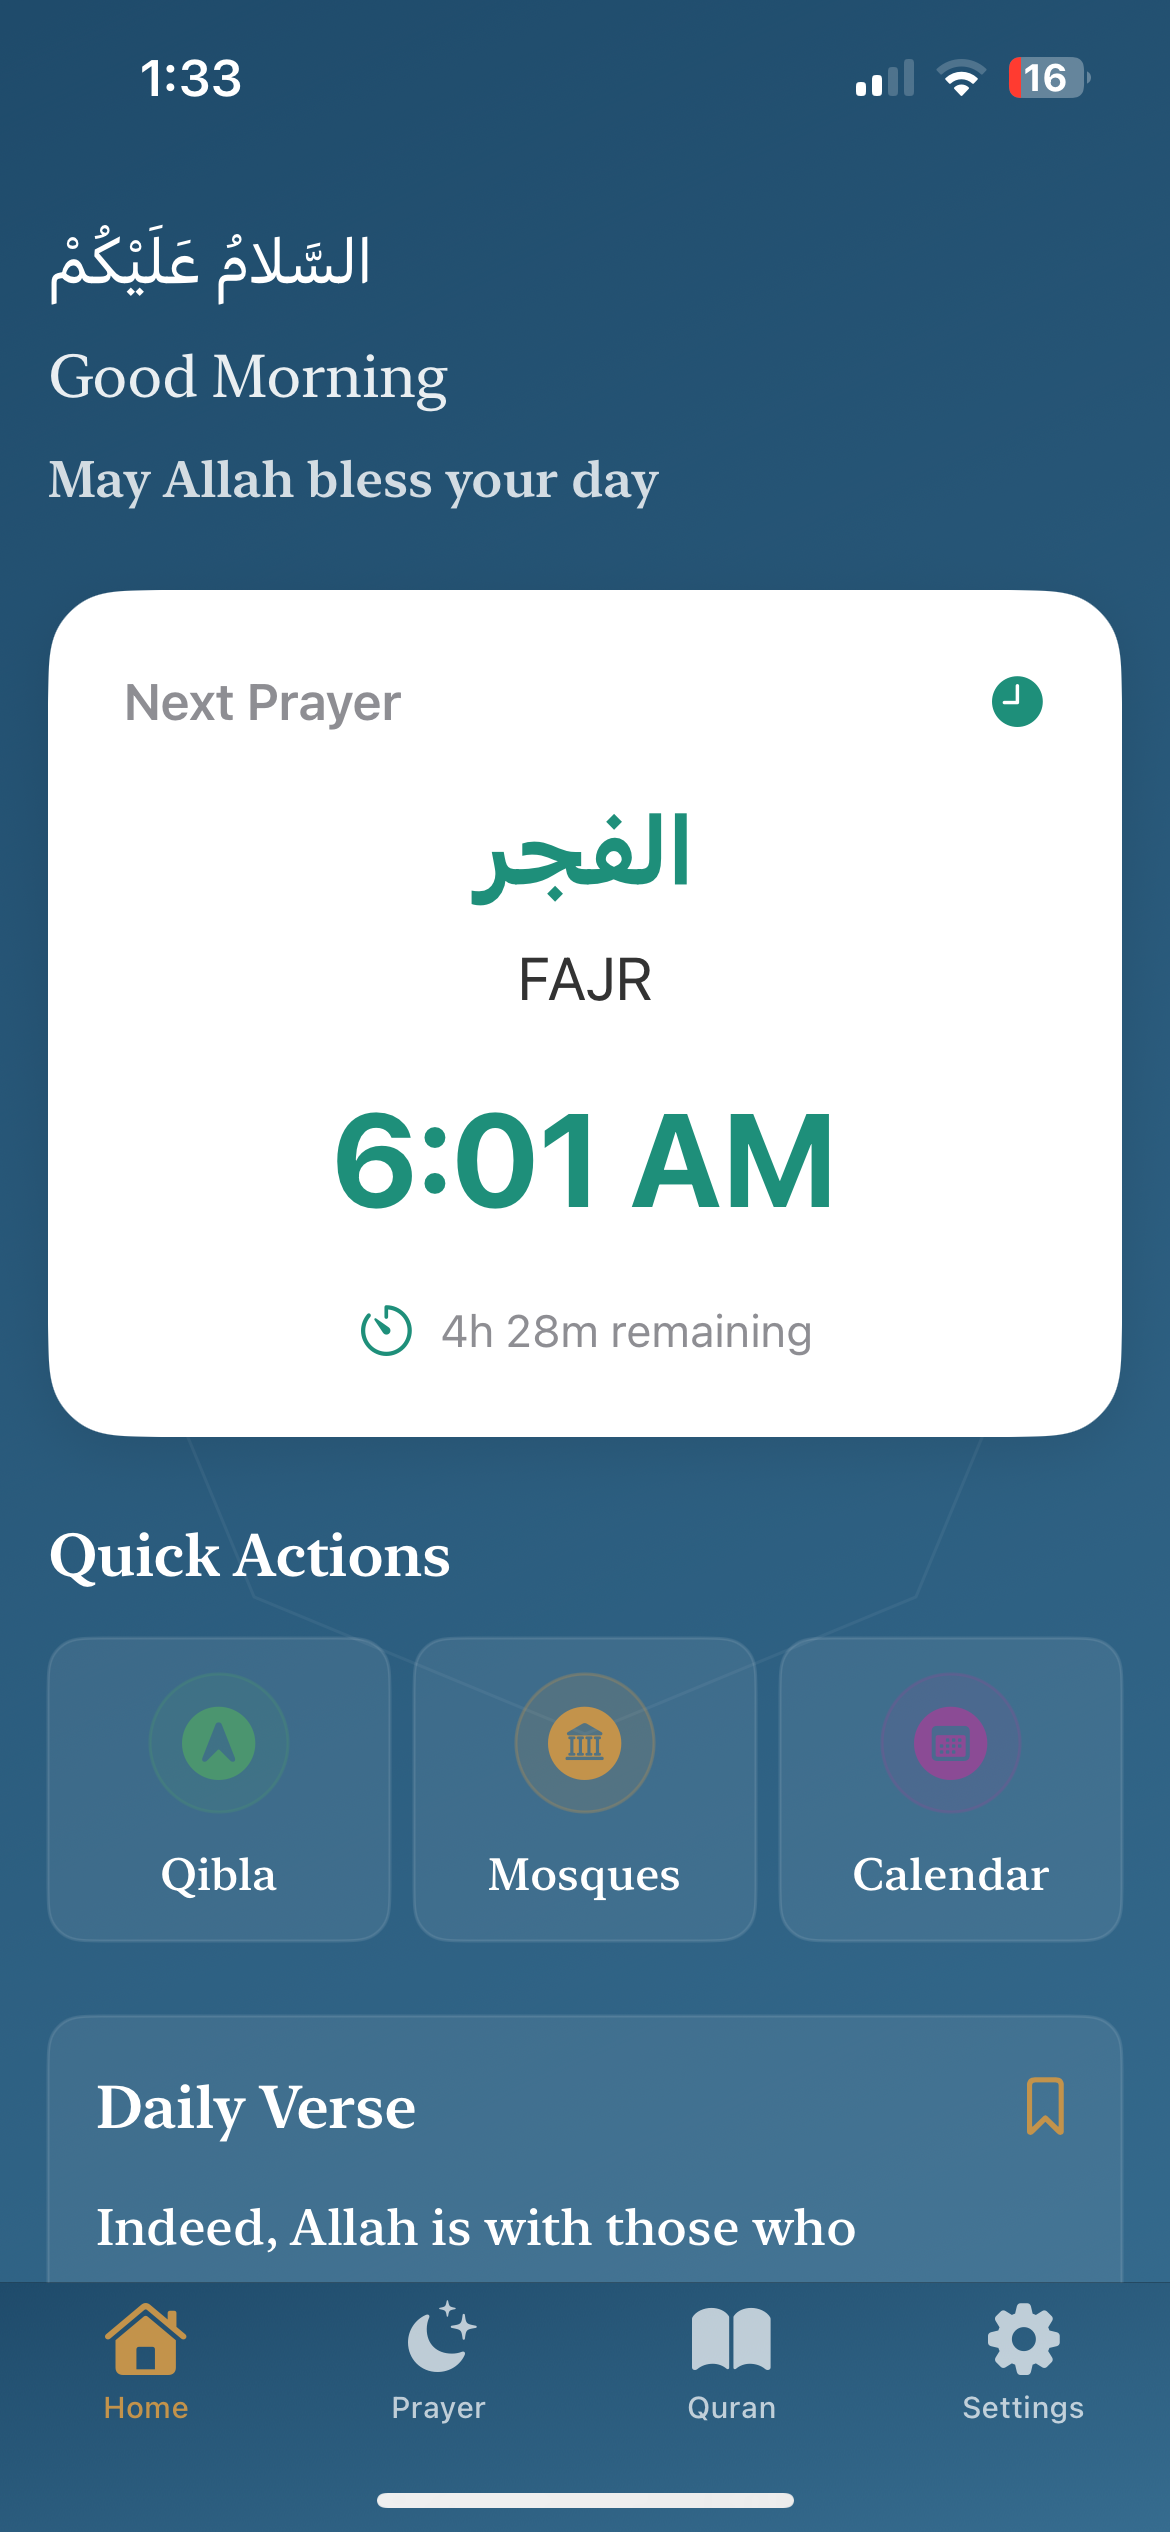 1:33
16
السَّلامُ عَلَيْكُمْ
Good Morning
May Allah bless your day
Next Prayer
الفجر
FAJR
6:01 AM
4h 28m remaining
Quick Actions
Qibla
Mosques
Calendar
Daily Verse
Indeed, Allah is with those who
Home
Prayer
Quran
Settings